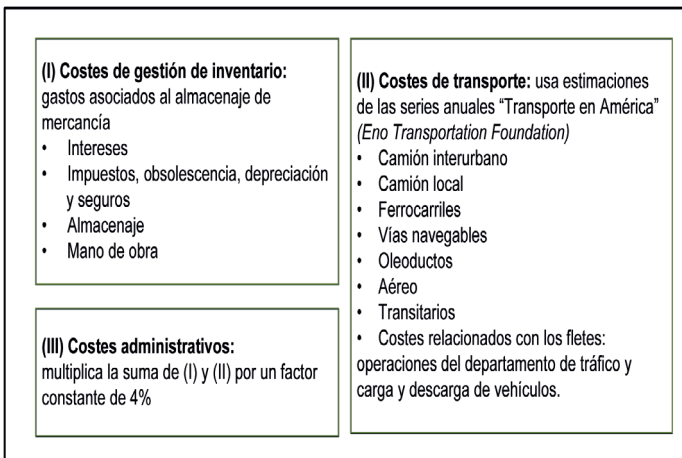 (I) Costes de gestión de inventario:
gastos asociados al almacenaje de
mercancía
• Intereses
• Impuestos, obsolescencia, depreciación
y seguros
• Almacenaje
• Mano de obra
(III) Costes administrativos:
multiplica la suma de (I) y (II) por un factor
constante de 4%
(II) Costes de transporte: usa estimaciones
de las series anuales “Transporte en América”
(Eno Transportation Foundation)
• Camión interurbano
• Camión local
• Ferrocarriles
• Vías navegables
• Oleoductos
• Aéreo
• Transitarios
• Costes relacionados con los fletes:
operaciones del departamento de tráfico y
carga y descarga de vehículos.